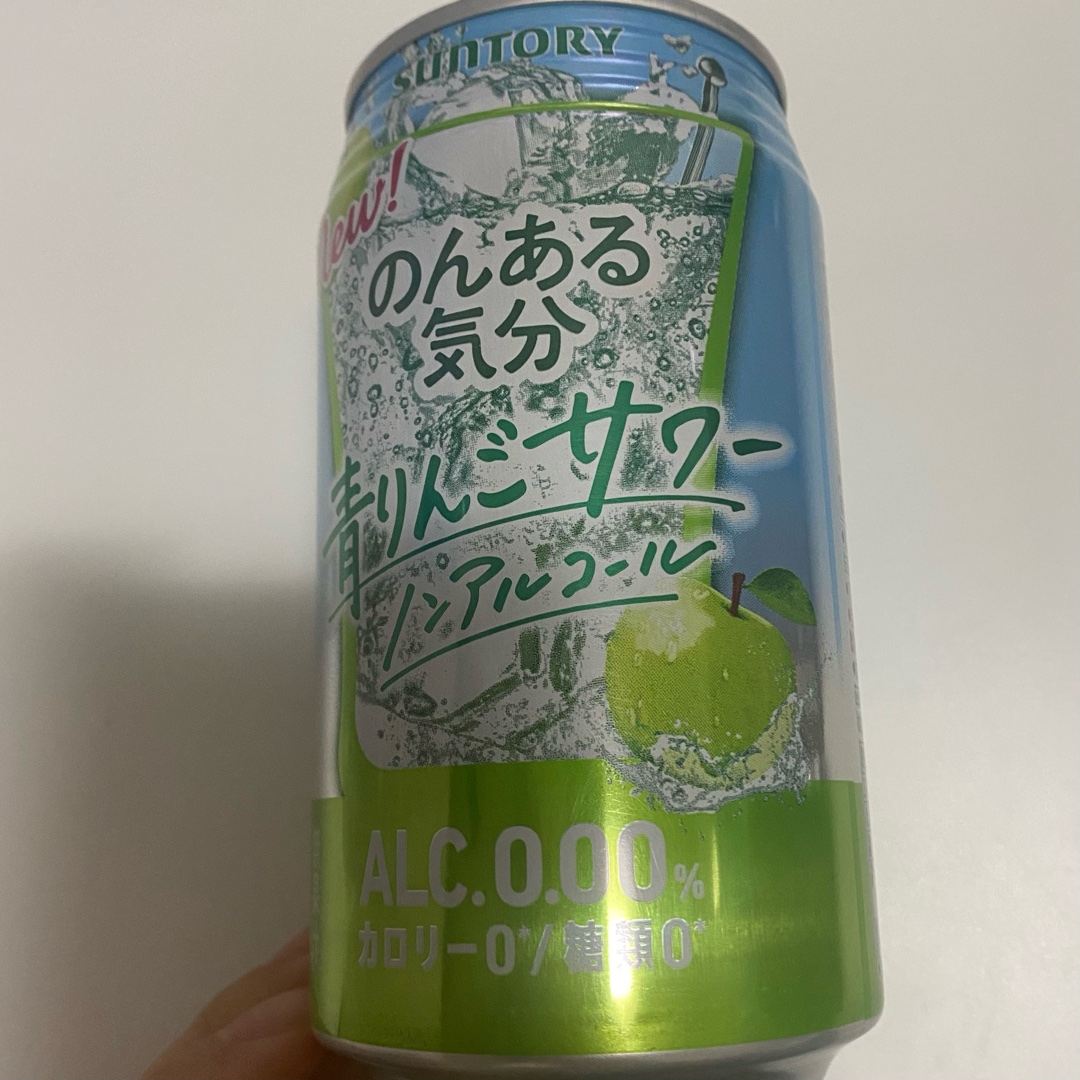 SUNTORY
New!
のんある
気分
青りんごサワー
ノンアルコール
ALC.0.00%
カロリー0*/糖類0*